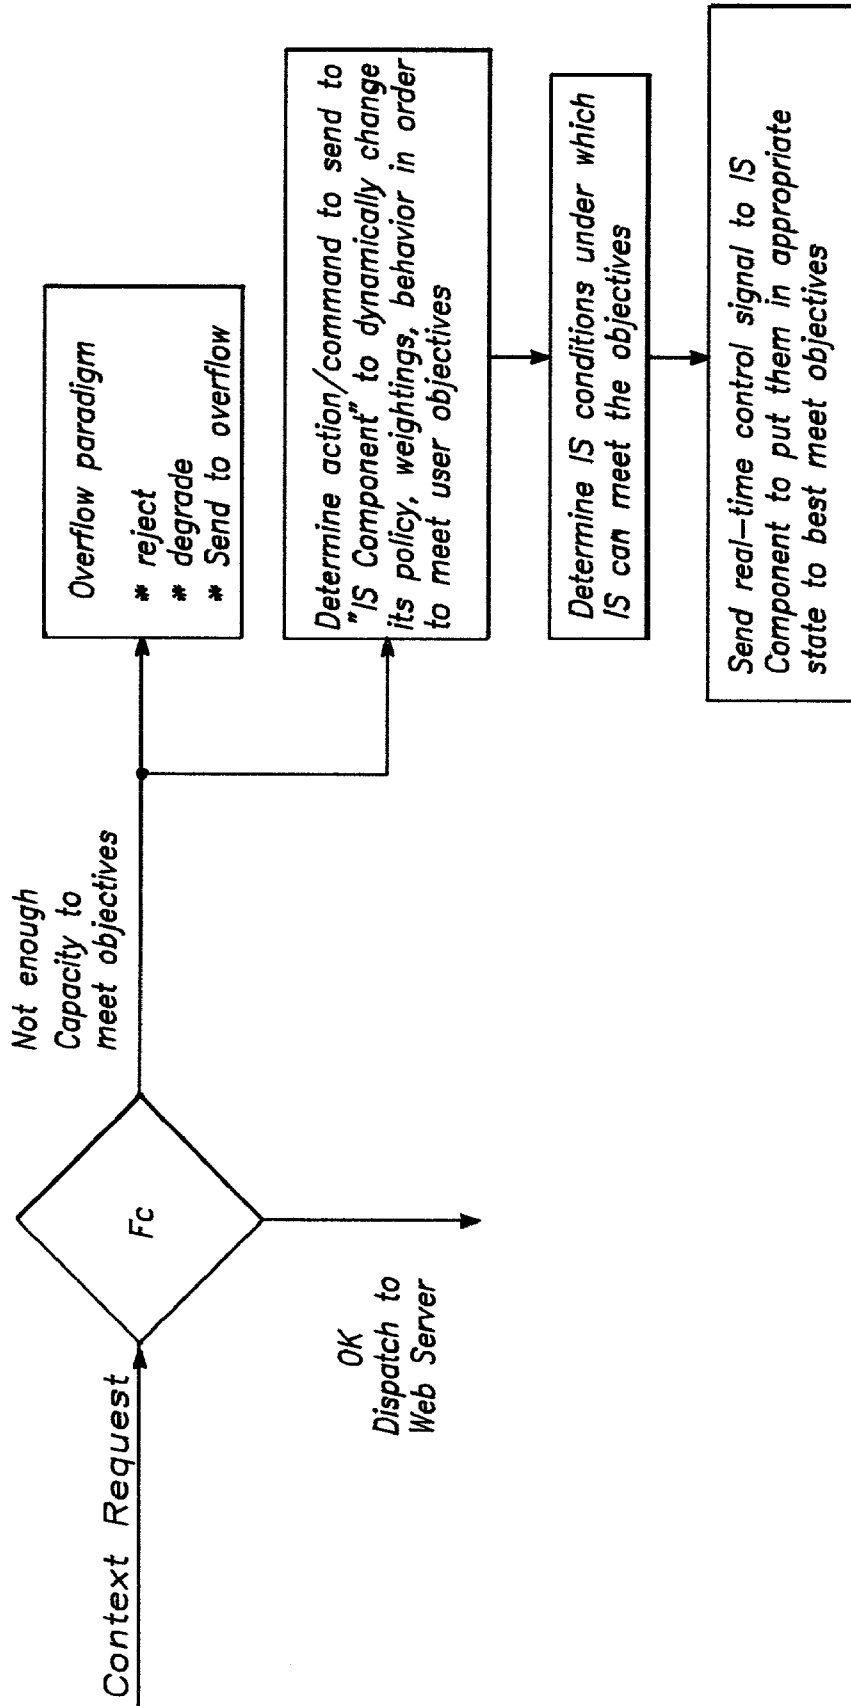 Context Request
Fc
OK
Dispatch to
Web Server
Not enough
Capacity to
meet objectives
Overflow paradigm
* reject
* degrade
* Send to overflow
Determine action/command to send to
"IS Component" to dynamically change
its policy, weightings, behavior in order
to meet user objectives
Determine IS conditions under which
IS can meet the objectives
Send real-time control signal to IS
Component to put them in appropriate
state to best meet objectives